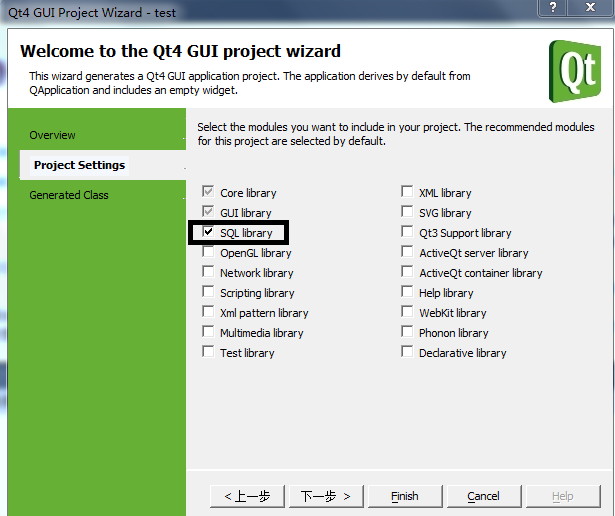 Qt4 GUI Project Wizard - test
?
X
Welcome to the Qt4 GUI project wizard
This wizard generates a Qt4 GUI application project. The application derives by default from
QApplication and includes an empty widget.
Qt
Overview
Project Settings
Generated Class
Select the modules you want to include in your project. The recommended modules
for this project are selected by default.
Core library
GUI library
SQL library
OpenGL library
Network library
Scripting library
Xml pattern library
Multimedia library
Test library
XML library
SVG library
Qt3 Support library
ActiveQt server library
ActiveQt container library
Help library
WebKit library
Phonon library
Declarative library
< 上一步
下一步 >
Finish
Cancel
Help